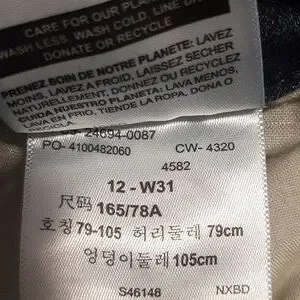 CARE FOR OUR PLANET
WASH LESS, WASH COLD, LINE D
DONATE OR RECYCLE
PRENEZ SOIN DE NOTRE PLANETE: LAVEZ
MOINS, LAVEZ A FROID, LAISSEZ SECHER
NATURELLEMENT, DONNEZ OU RECYCLEZ
CUIDA NUESTRO PLANETA: LAVA MENOS,
LAVA EN FRIO, TIENDE LA ROPA, DONA O
24694-0087
PO- 4100482060 CW- 4320
4582
12 - W31
尺码 165/78A
호칭 79-105 허리둘레 79cm
엉덩이둘레 105cm
S46148 NXBD